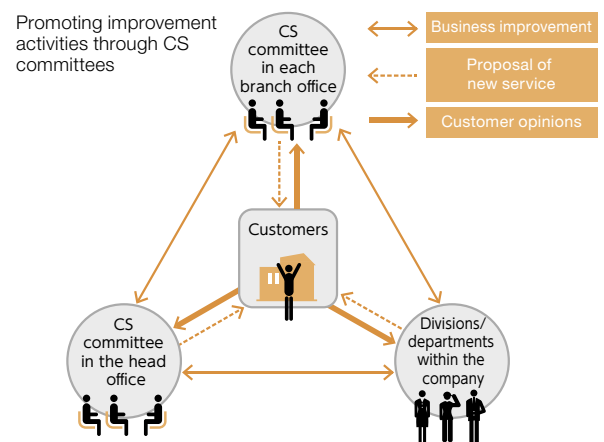 Promoting improvement
activities through CS
committees
CS
committee
in each
branch office
Business improvement
Proposal of
new service
Customer opinions
Customers
CS
committee
in the head
office
Divisions/
departments
within the
company